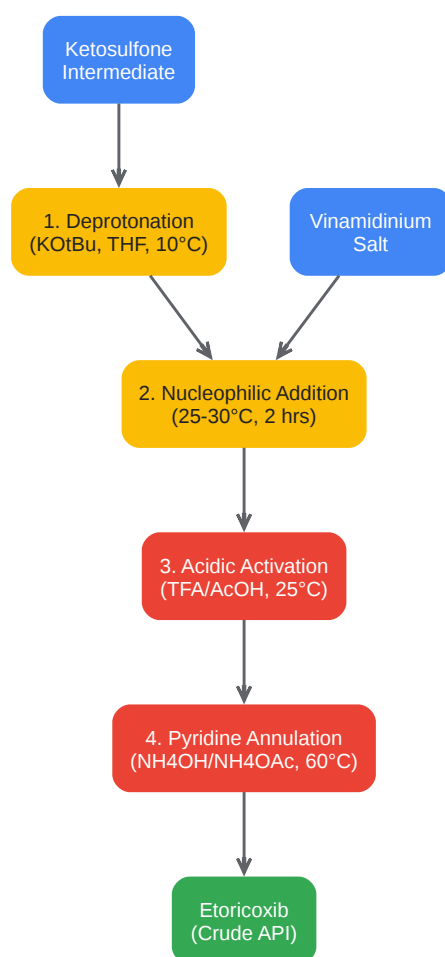 Ketosulfone
Intermediate
1. Deprotonation
(KOtBu, THF, 10°C)
Vinamidinium
Salt
2. Nucleophilic Addition
(25-30°C, 2 hrs)
3. Acidic Activation
(TFA/AcOH, 25°C)
4. Pyridine Annulation
(NH4OH/NH4OAc, 60°C)
Etoricoxib
(Crude API)